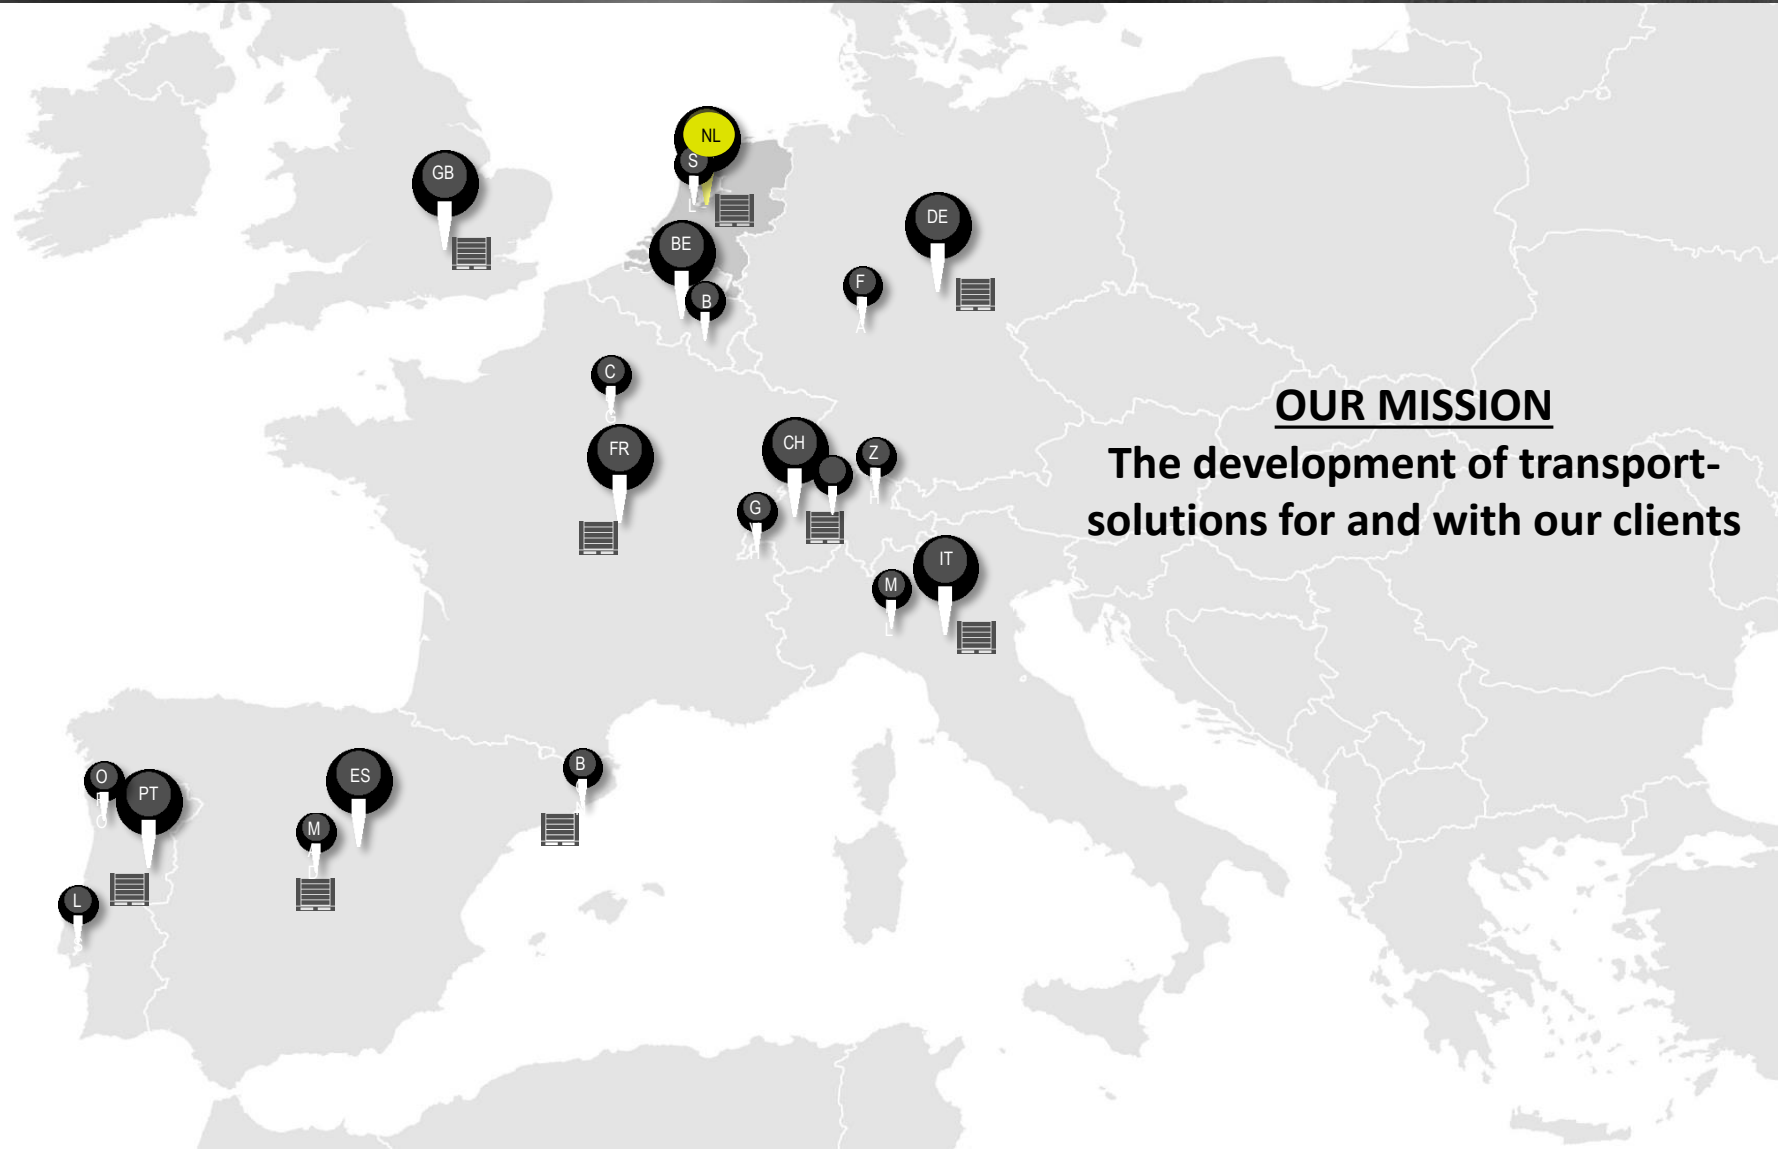 NL
S
GB
DE
BE
F
B
C
OUR MISSION
The development of transport-
solutions for and with our clients
FR
CH
Z
G
IT
M
B
O
PT
ES
M
L